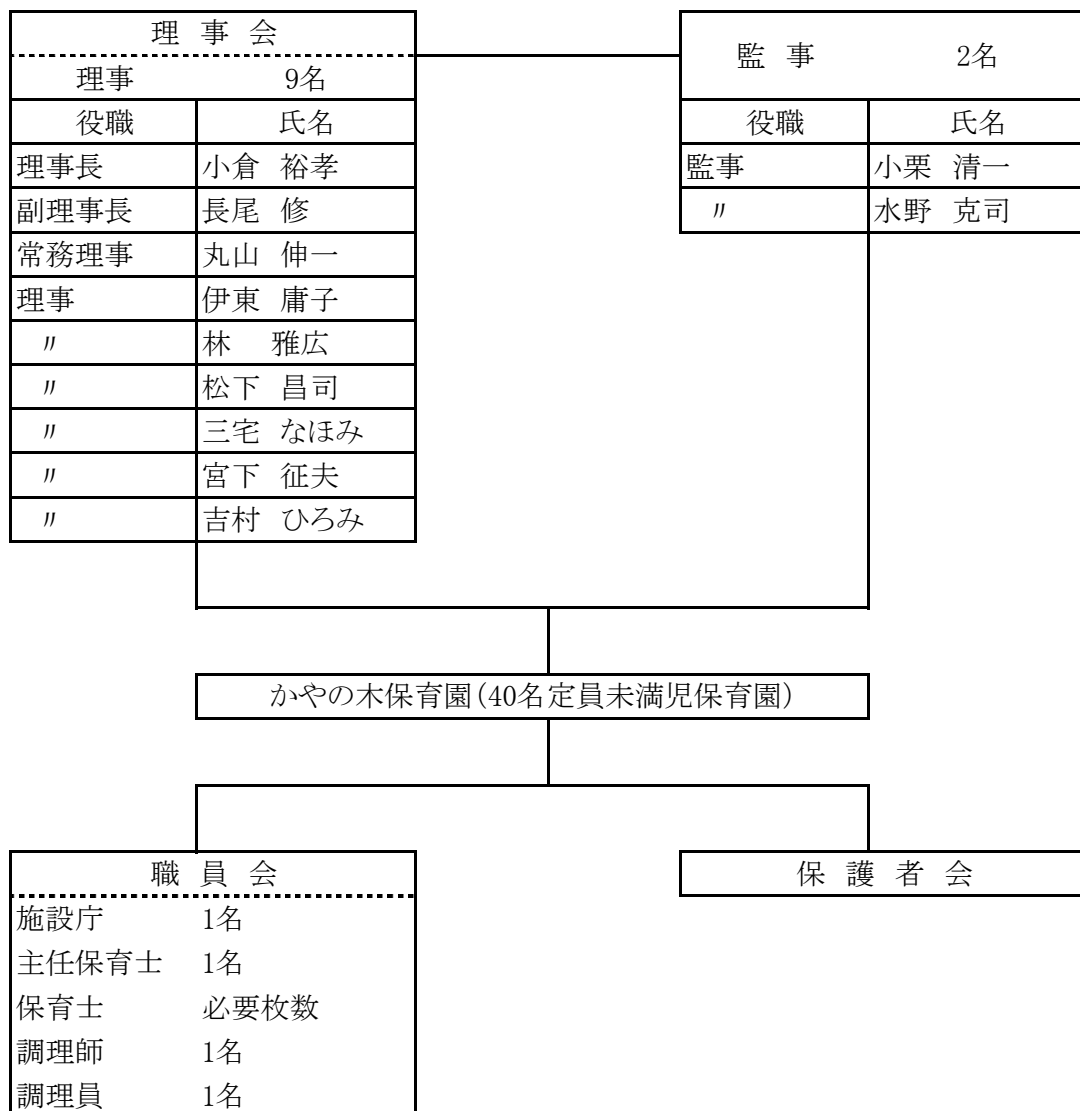 理 事 会
理事 9名
役職 氏名
理事長 小倉 裕孝
副理事長 長尾 修
常務理事 丸山 伸一
理事 伊東 庸子
〃 林 雅広
〃 松下 昌司
〃 三宅 なほみ
〃 宮下 征夫
〃 吉村 ひろみ
監 事 2名
役職 氏名
監事 小栗 清一
〃 水野 克司
かやの木保育園(40名定員未満児保育園)
職 員 会
施設庁 1名
主任保育士 1名
保育士 必要枚数
調理師 1名
調理員 1名
保 護 者 会